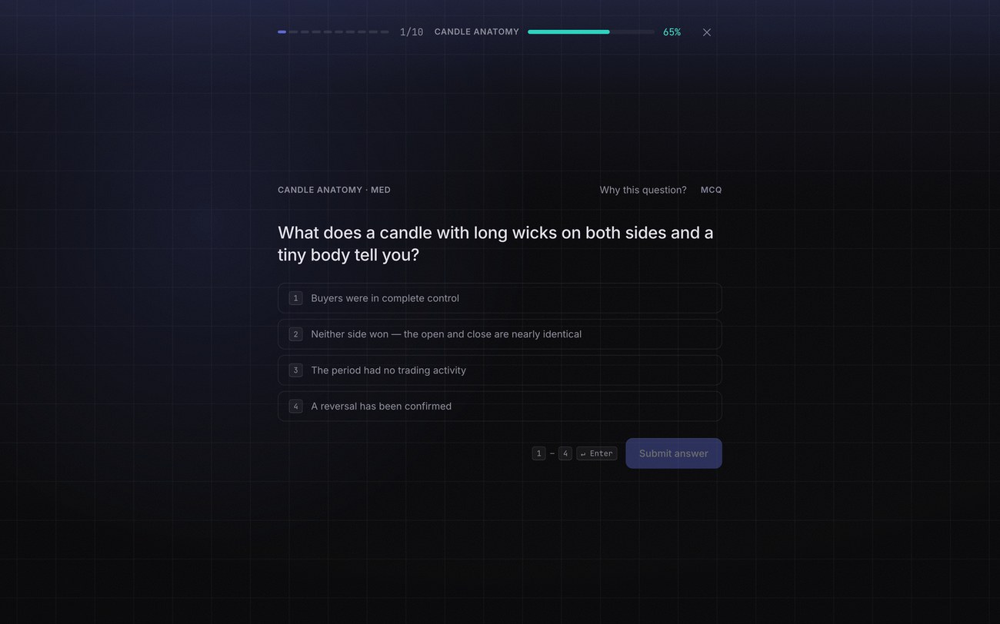 1/10 CANDLE ANATOMY 65%
CANDLE ANATOMY · MED Why this question? MCQ
What does a candle with long wicks on both sides and a
tiny body tell you?
1 Buyers were in complete control
2 Neither side won — the open and close are nearly identical
3 The period had no trading activity
4 A reversal has been confirmed
1 – 4 ↵ Enter Submit answer